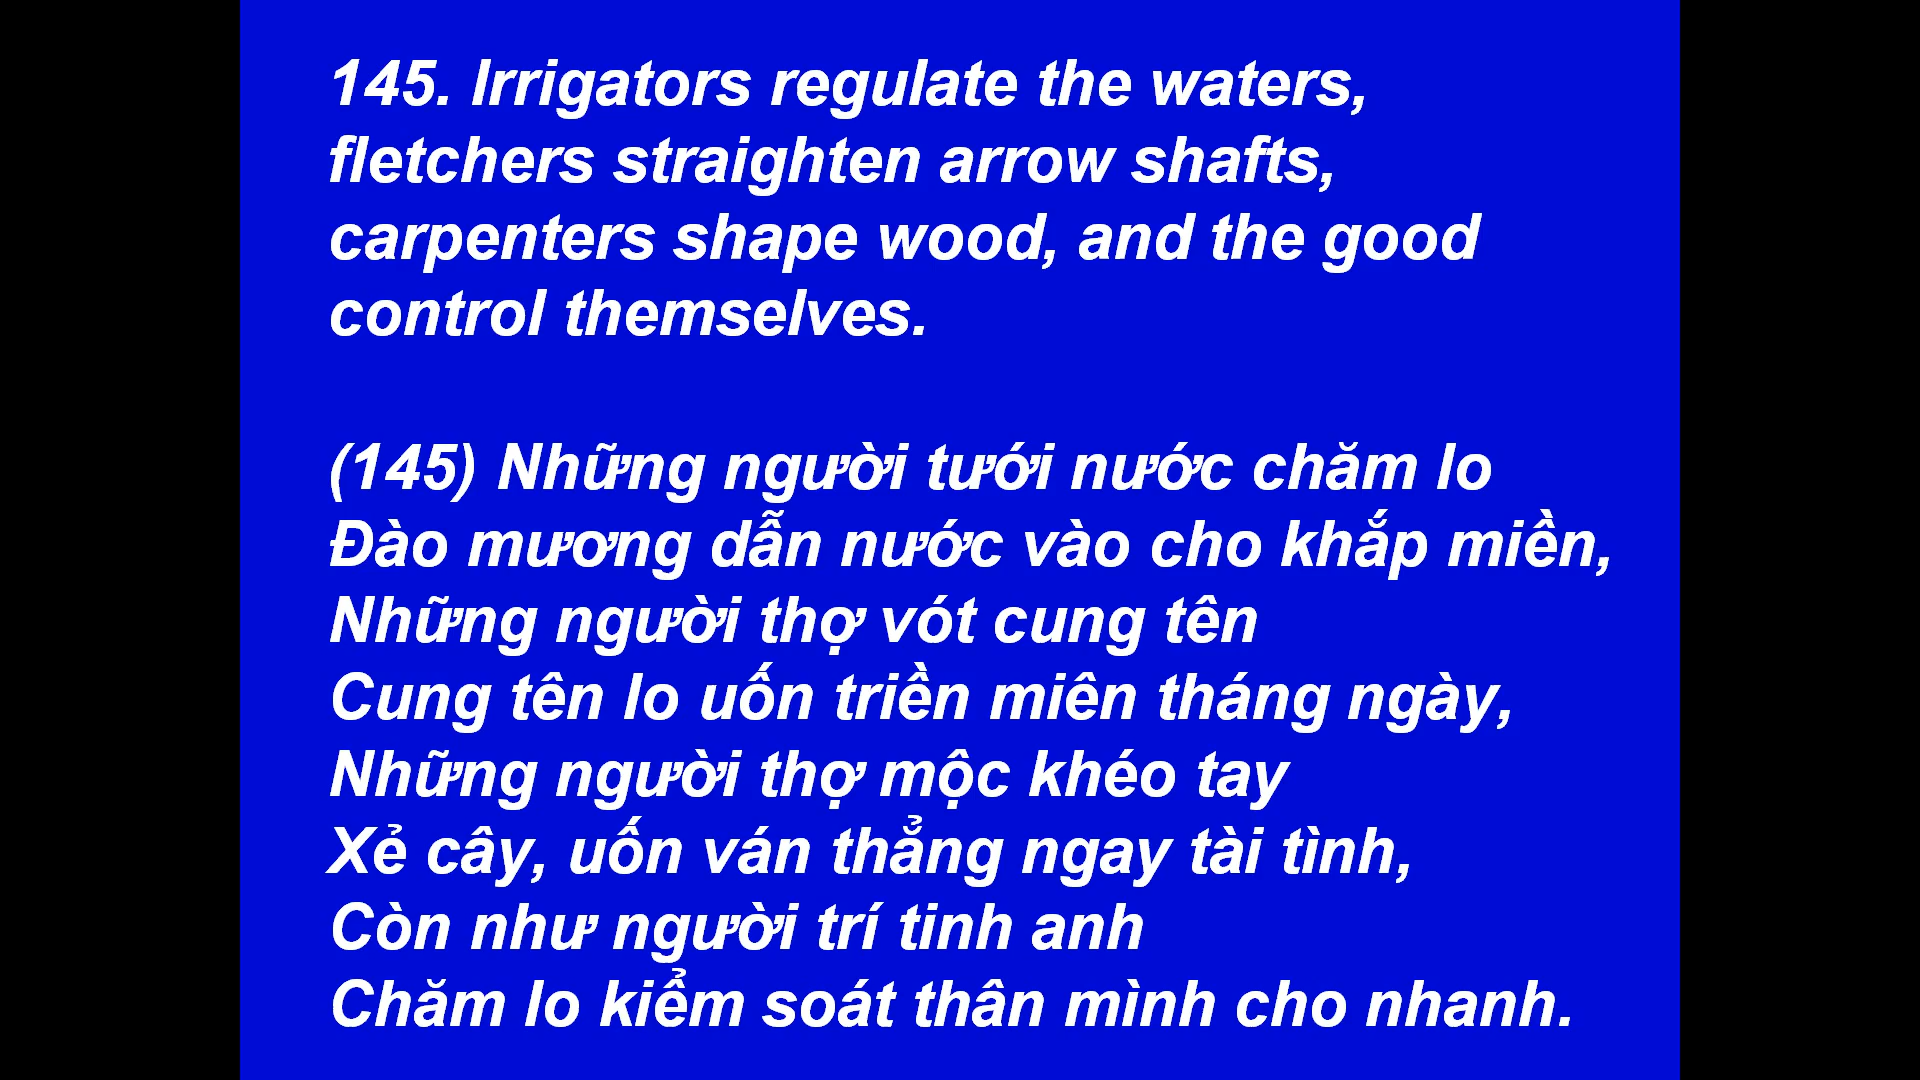 145. Irrigators regulate the waters,
fletchers straighten arrow shafts,
carpenters shape wood, and the good
control themselves.
(145) Những người tưới nước chăm lo
Đào mương dẫn nước vào cho khắp miền,
Những người thợ vót cung tên
Cung tên lo uốn triền miên tháng ngày,
Những người thợ mộc khéo tay
Xẻ cây, uốn ván thẳng ngay tài tình,
Còn như người trí tinh anh
Chăm lo kiểm soát thân mình cho nhanh.